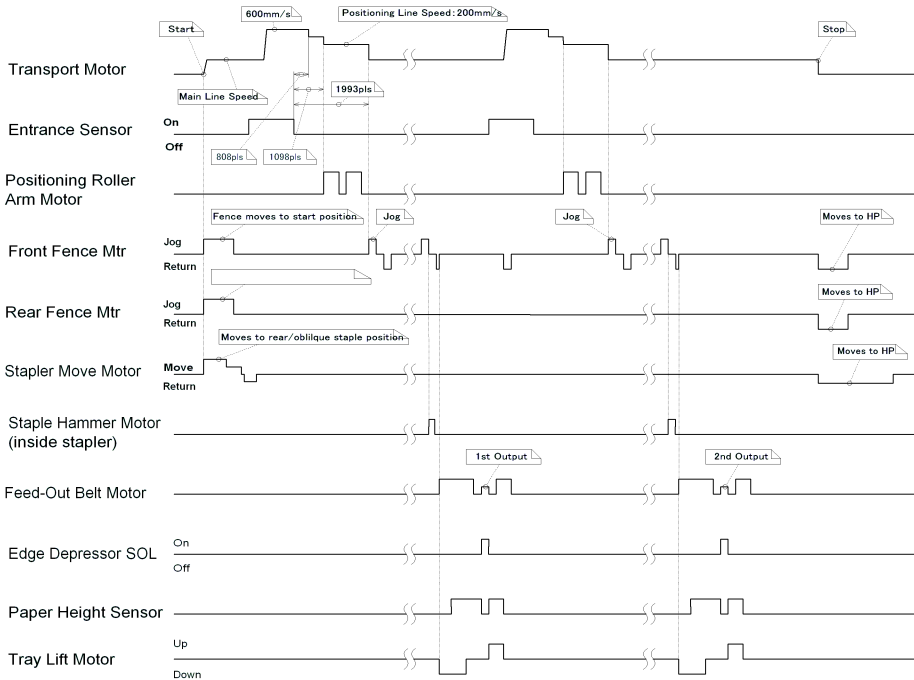 600mm/s
Positioning Line Speed:200mm/s
Start
Stop
Transport Motor
Main Line Speed
1993pls
Entrance Sensor
On
Off
808pls
1098pls
Positioning Roller
Arm Motor
Fence moves to start position
Jog
Jog
Moves to HP
Front Fence Mtr
Jog
Return
Moves to HP
Rear Fence Mtr
Jog
Return
Moves to rear/oblilque staple position
Moves to HP
Stapler Move Motor
Move
Return
Staple Hammer Motor
(inside stapler)
1st Output
2nd Output
Feed-Out Belt Motor
Edge Depressor SOL
On
Off
Paper Height Sensor
Tray Lift Motor
Up
Down